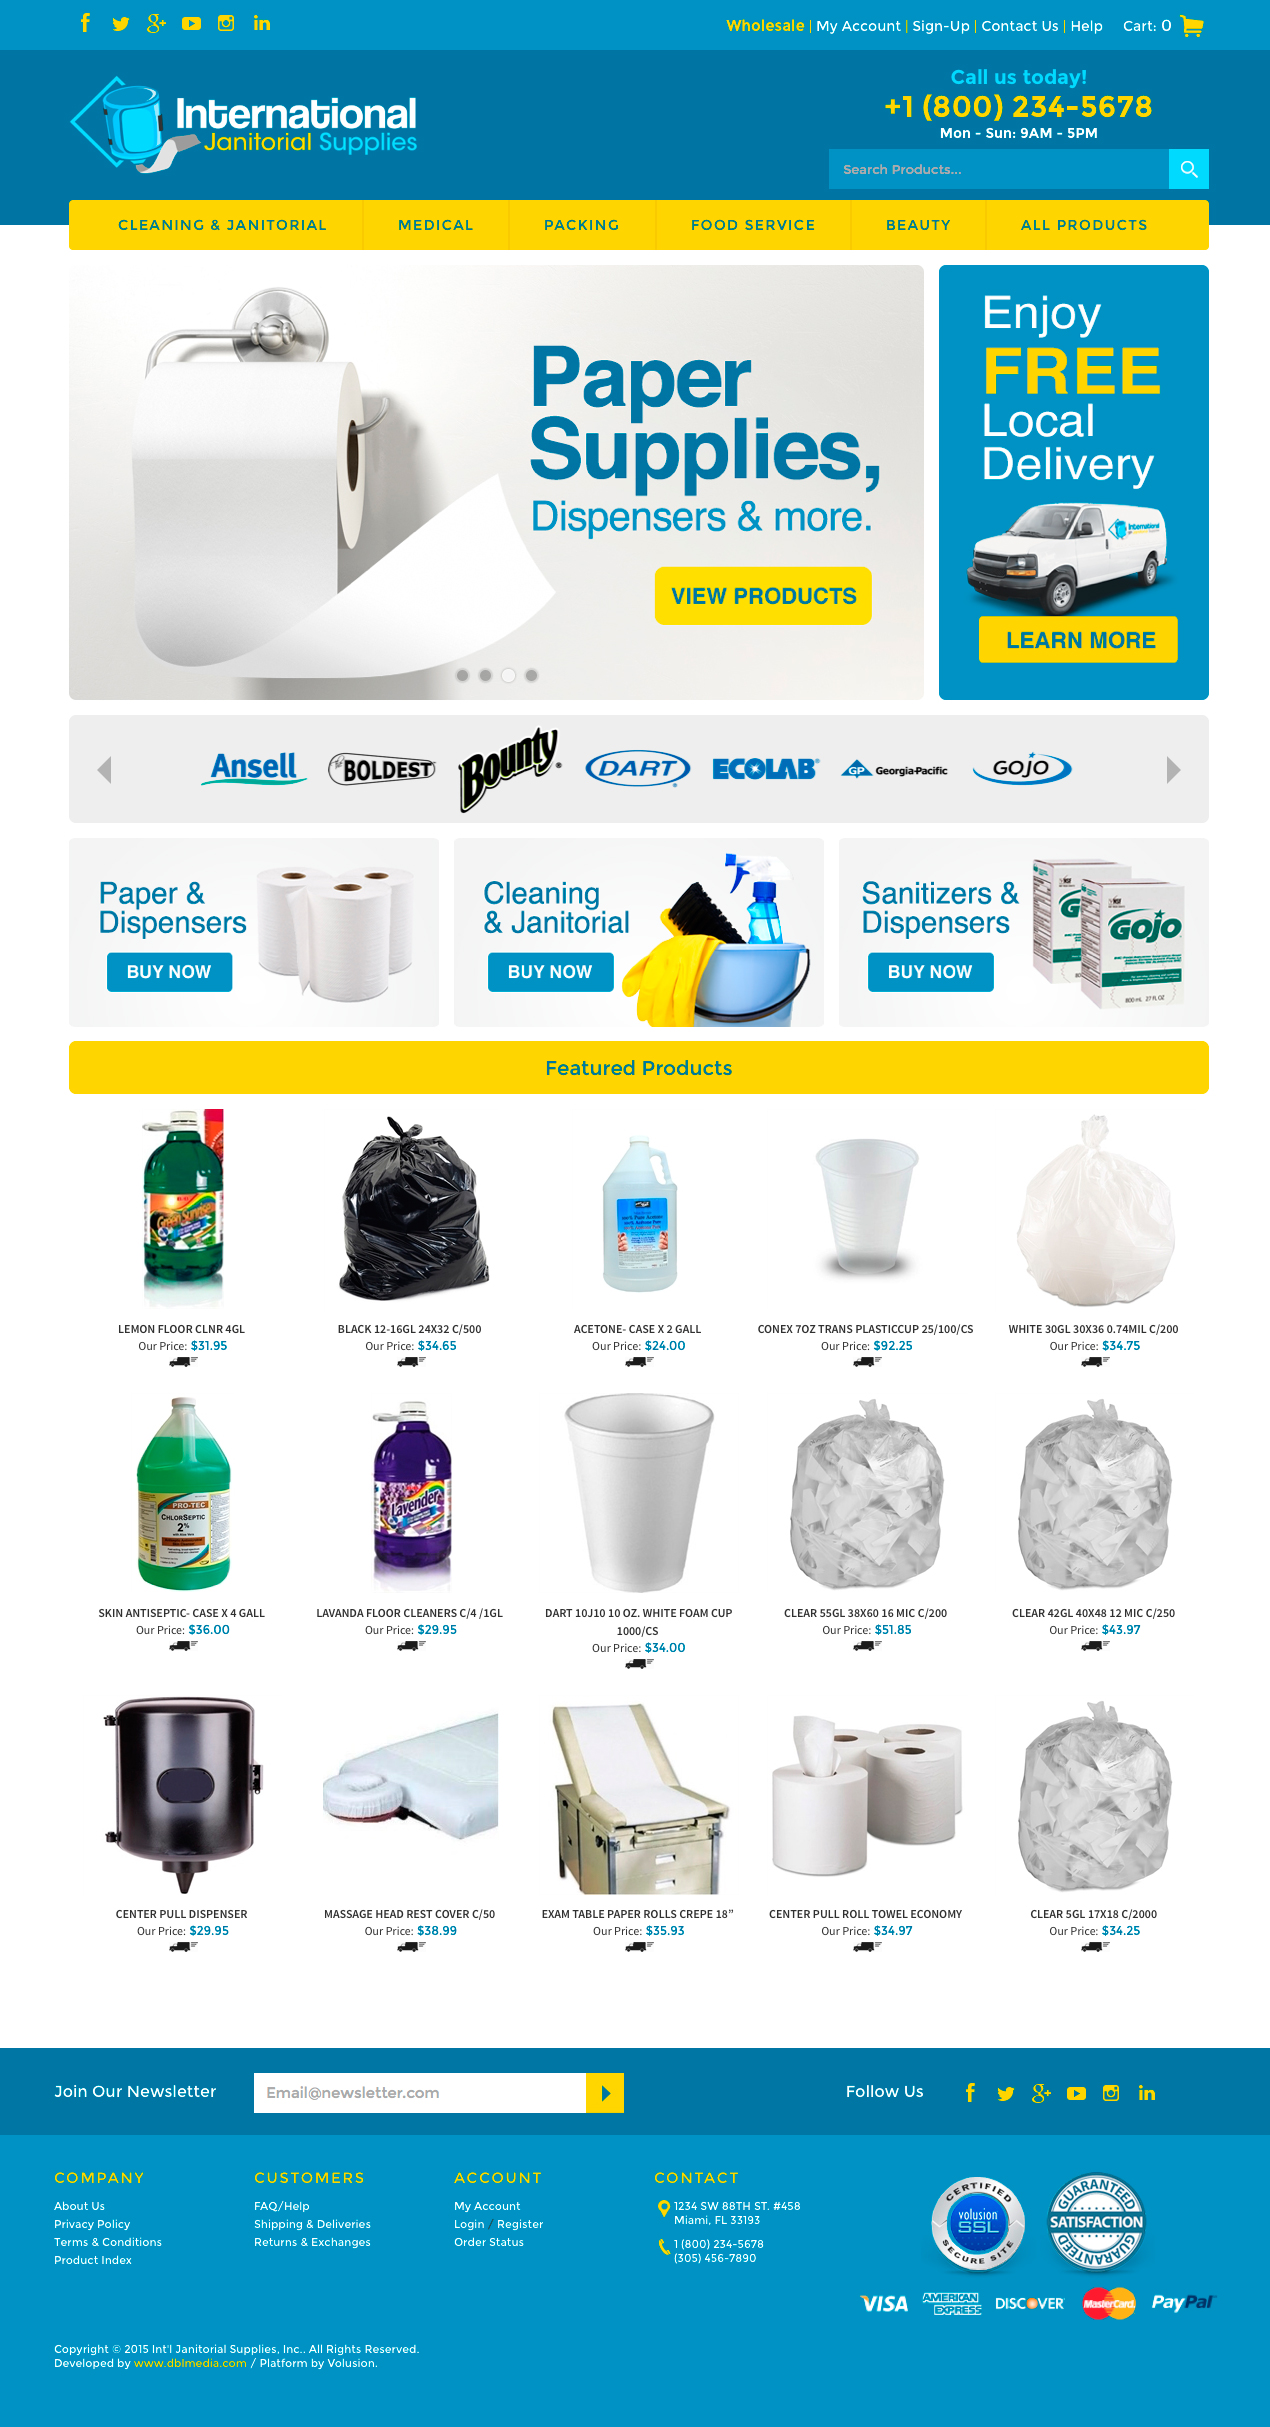 Wholesale | My Account | Sign-Up | Contact Us | Help Cart: 0
International
Janitorial Supplies
Call us today!
+1 (800) 234-5678
Mon - Sun: 9AM - 5PM
Search Products...
CLEANING & JANITORIAL MEDICAL PACKING FOOD SERVICE BEAUTY ALL PRODUCTS
Paper
Supplies,
Dispensers & more.
VIEW PRODUCTS
Enjoy
FREE
Local
Delivery
International
LEARN MORE
Ansell The BOLDEST Bounty DART ECOLAB GP Georgia-Pacific GOJO
Paper &
Dispensers
BUY NOW
Cleaning
& Janitorial
BUY NOW
Sanitizers &
Dispensers
BUY NOW
GOJO
800 mL 27 FL OZ
Featured Products
LEMON FLOOR CLNR 4GL
Our Price: $31.95
BLACK 12-16GL 24X32 C/500
Our Price: $34.65
ACETONE- CASE X 2 GALL
Our Price: $24.00
CONEX 7OZ TRANS PLASTICCUP 25/100/CS
Our Price: $92.25
WHITE 30GL 30X36 0.74MIL C/200
Our Price: $34.75
PRO-TEC
CHLORSEPTIC
2%
Lavender
SKIN ANTISEPTIC- CASE X 4 GALL
Our Price: $36.00
LAVANDA FLOOR CLEANERS C/4 /1GL
Our Price: $29.95
DART 10J10 10 OZ. WHITE FOAM CUP
1000/CS
Our Price: $34.00
CLEAR 55GL 38X60 16 MIC C/200
Our Price: $51.85
CLEAR 42GL 40X48 12 MIC C/250
Our Price: $43.97
CENTER PULL DISPENSER
Our Price: $29.95
MASSAGE HEAD REST COVER C/50
Our Price: $38.99
EXAM TABLE PAPER ROLLS CREPE 18”
Our Price: $35.93
CENTER PULL ROLL TOWEL ECONOMY
Our Price: $34.97
CLEAR 5GL 17X18 C/2000
Our Price: $34.25
Join Our Newsletter
Email@newsletter.com
Follow Us
COMPANY
About Us
Privacy Policy
Terms & Conditions
Product Index
CUSTOMERS
FAQ/Help
Shipping & Deliveries
Returns & Exchanges
ACCOUNT
My Account
Login / Register
Order Status
CONTACT
1234 SW 88TH ST. #458
Miami, FL 33193
1 (800) 234-5678
(305) 456-7890
CERTIFIED
volusion
SSL
SECURE SITE
GUARANTEED
SATISFACTION
GUARANTEED
VISA AMERICAN EXPRESS DISCOVER MasterCard PayPal
Copyright © 2015 Int'l Janitorial Supplies, Inc.. All Rights Reserved.
Developed by www.dblmedia.com / Platform by Volusion.